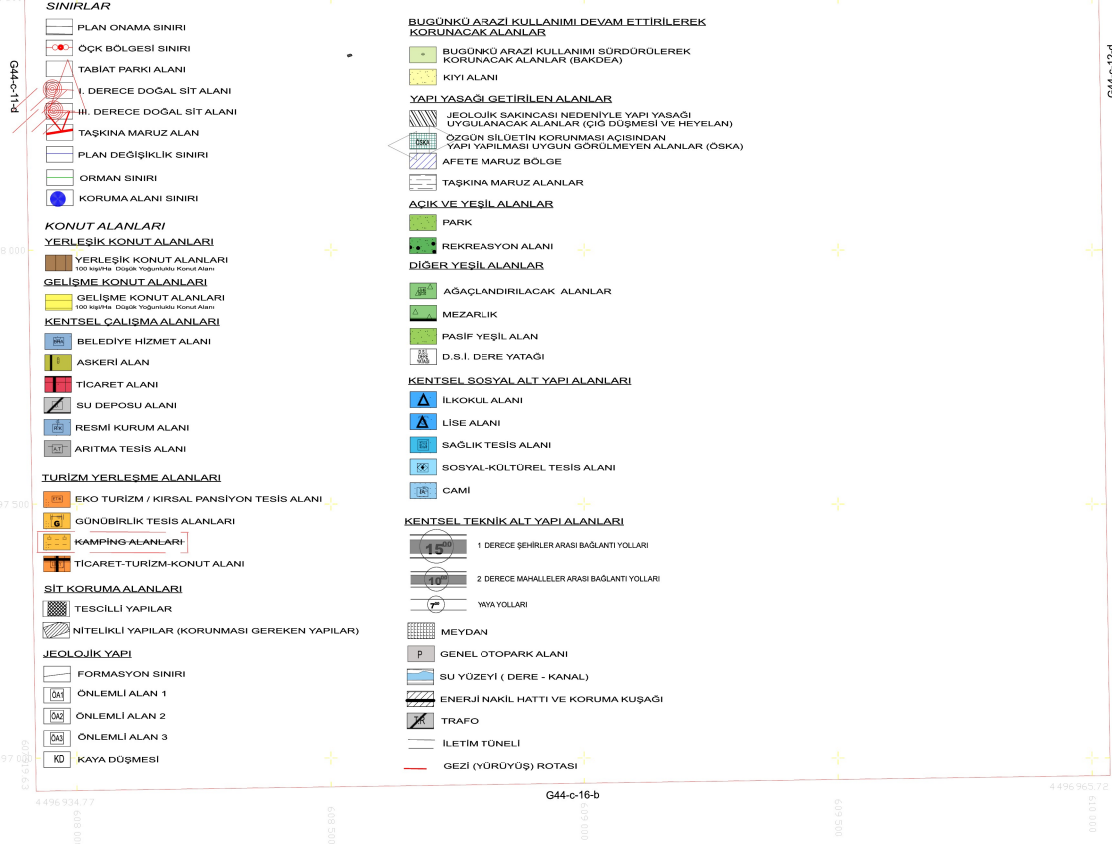 SINIRLAR
PLAN ONAMA SINIRI
ÖÇK BÖLGESİ SINIRI
TABİAT PARKI ALANI
I. DERECE DOĞAL SİT ALANI
III. DERECE DOĞAL SİT ALANI
TAŞKINA MARUZ ALAN
PLAN DEĞİŞİKLİK SINIRI
ORMAN SINIRI
KORUMA ALANI SINIRI
KONUT ALANLARI
YERLEŞİK KONUT ALANLARI
YERLEŞİK KONUT ALANLARI
100 kişi/Ha Düşük Yoğunluklu Konut Alanı
GELİŞME KONUT ALANLARI
GELİŞME KONUT ALANLARI
100 kişi/Ha Düşük Yoğunluklu Konut Alanı
KENTSEL ÇALIŞMA ALANLARI
BELEDİYE HİZMET ALANI
ASKERİ ALAN
TİCARET ALANI
SU DEPOSU ALANI
RESMİ KURUM ALANI
A.T ARITMA TESİS ALANI
TURİZM YERLEŞME ALANLARI
EKO TURİZM / KIRSAL PANSİYON TESİS ALANI
G GÜNÜBİRLİK TESİS ALANLARI
KAMPİNG ALANLARI
TİCARET-TURİZM-KONUT ALANI
SİT KORUMA ALANLARI
TESCİLLİ YAPILAR
NİTELİKLİ YAPILAR (KORUNMASI GEREKEN YAPILAR)
JEOLOJİK YAPI
FORMASYON SINIRI
ÖA1 ÖNLEMLİ ALAN 1
ÖA2 ÖNLEMLİ ALAN 2
ÖA3 ÖNLEMLİ ALAN 3
KD KAYA DÜŞMESİ
BUGÜNKÜ ARAZİ KULLANIMI DEVAM ETTİRİLEREK
KORUNACAK ALANLAR
BUGÜNKÜ ARAZİ KULLANIMI SÜRDÜRÜLEREK
KORUNACAK ALANLAR (BAKDEA)
KIYI ALANI
YAPI YASAĞI GETİRİLEN ALANLAR
JEOLOJİK SAKINCASI NEDENİYLE YAPI YASAĞI
UYGULANACAK ALANLAR (ÇIĞ DÜŞMESİ VE HEYELAN)
ÖSKA ÖZGÜN SİLÜETİN KORUNMASI AÇISINDAN
YAPI YAPILMASI UYGUN GÖRÜLMEYEN ALANLAR (ÖSKA)
AFETE MARUZ BÖLGE
TAŞKINA MARUZ ALANLAR
AÇIK VE YEŞİL ALANLAR
PARK
REKREASYON ALANI
DİĞER YEŞİL ALANLAR
AĞAÇLANDIRILACAK ALANLAR
MEZARLIK
PASİF YEŞİL ALAN
D.S.İ. DERE YATAĞI
KENTSEL SOSYAL ALT YAPI ALANLARI
İLKOKUL ALANI
LİSE ALANI
SAĞLIK TESİS ALANI
SOSYAL-KÜLTÜREL TESİS ALANI
CAMİ
KENTSEL TEKNİK ALT YAPI ALANLARI
15.00 1 DERECE ŞEHİRLER ARASI BAĞLANTI YOLLARI
10.00 2 DERECE MAHALLELER ARASI BAĞLANTI YOLLARI
7.00 YAYA YOLLARI
MEYDAN
P GENEL OTOPARK ALANI
SU YÜZEYİ ( DERE - KANAL)
ENERJİ NAKİL HATTI VE KORUMA KUŞAĞI
TR TRAFO
İLETİM TÜNELİ
GEZİ (YÜRÜYÜŞ) ROTASI
G44-c-11-d
G44-c-12-d
G44-c-16-b
4 496 934.77
4 496 965.72
608 500
609 000
609 500
610 000